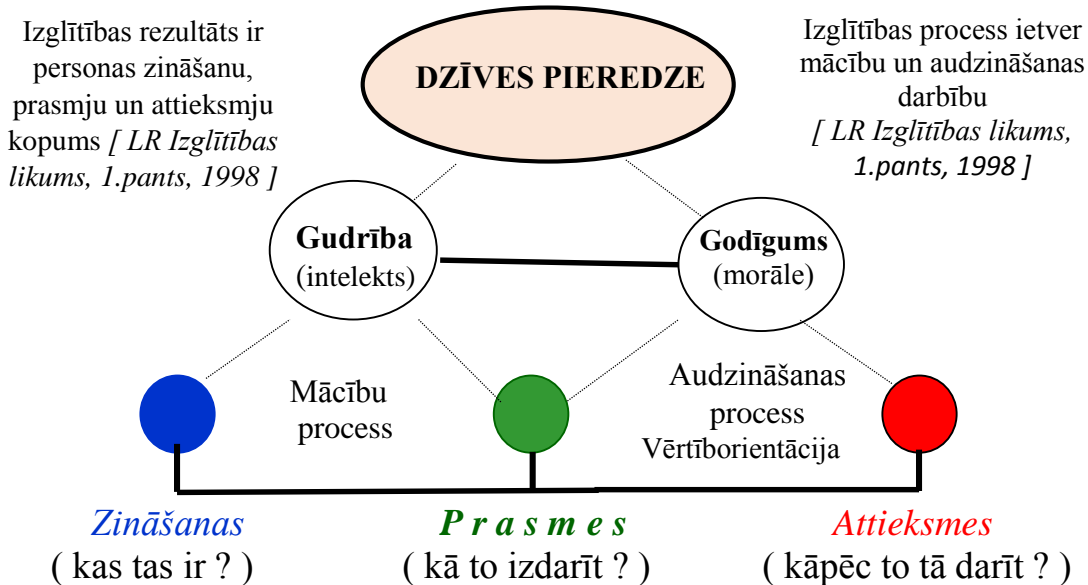 Izglītības rezultāts ir
personas zināšanu,
prasmju un attieksmju
kopums [ LR Izglītības
likums, 1.pants, 1998 ]
DZĪVES PIEREDZE
Izglītības process ietver
mācību un audzināšanas
darbību
[ LR Izglītības likums,
1.pants, 1998 ]
Gudrība
(intelekts)
Godīgums
(morāle)
Mācību
process
Audzināšanas
process
Vērtīborientācija
Zināšanas
( kas tas ir ? )
P r a s m e s
( kā to izdarīt ? )
Attieksmes
( kāpēc to tā darīt ? )